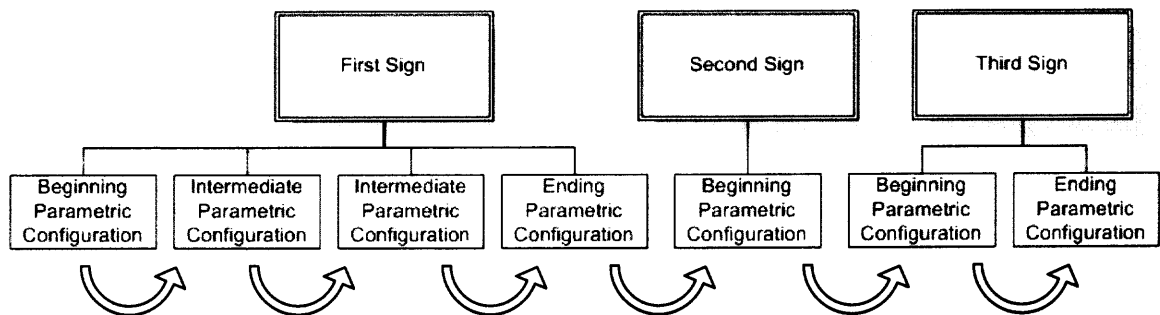 First Sign
Second Sign
Third Sign
Beginning
Parametric
Configuration
Intermediate
Parametric
Configuration
Intermediate
Parametric
Configuration
Ending
Parametric
Configuration
Beginning
Parametric
Configuration
Beginning
Parametric
Configuration
Ending
Parametric
Configuration